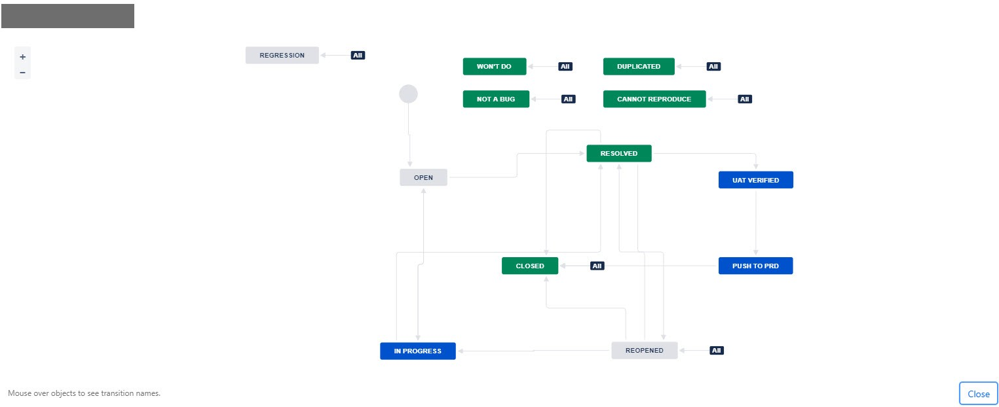 +
−
REGRESSION
All
WON'T DO
All
DUPLICATED
All
NOT A BUG
All
CANNOT REPRODUCE
All
RESOLVED
OPEN
UAT VERIFIED
CLOSED
All
PUSH TO PRD
IN PROGRESS
REOPENED
All
Mouse over objects to see transition names.
Close